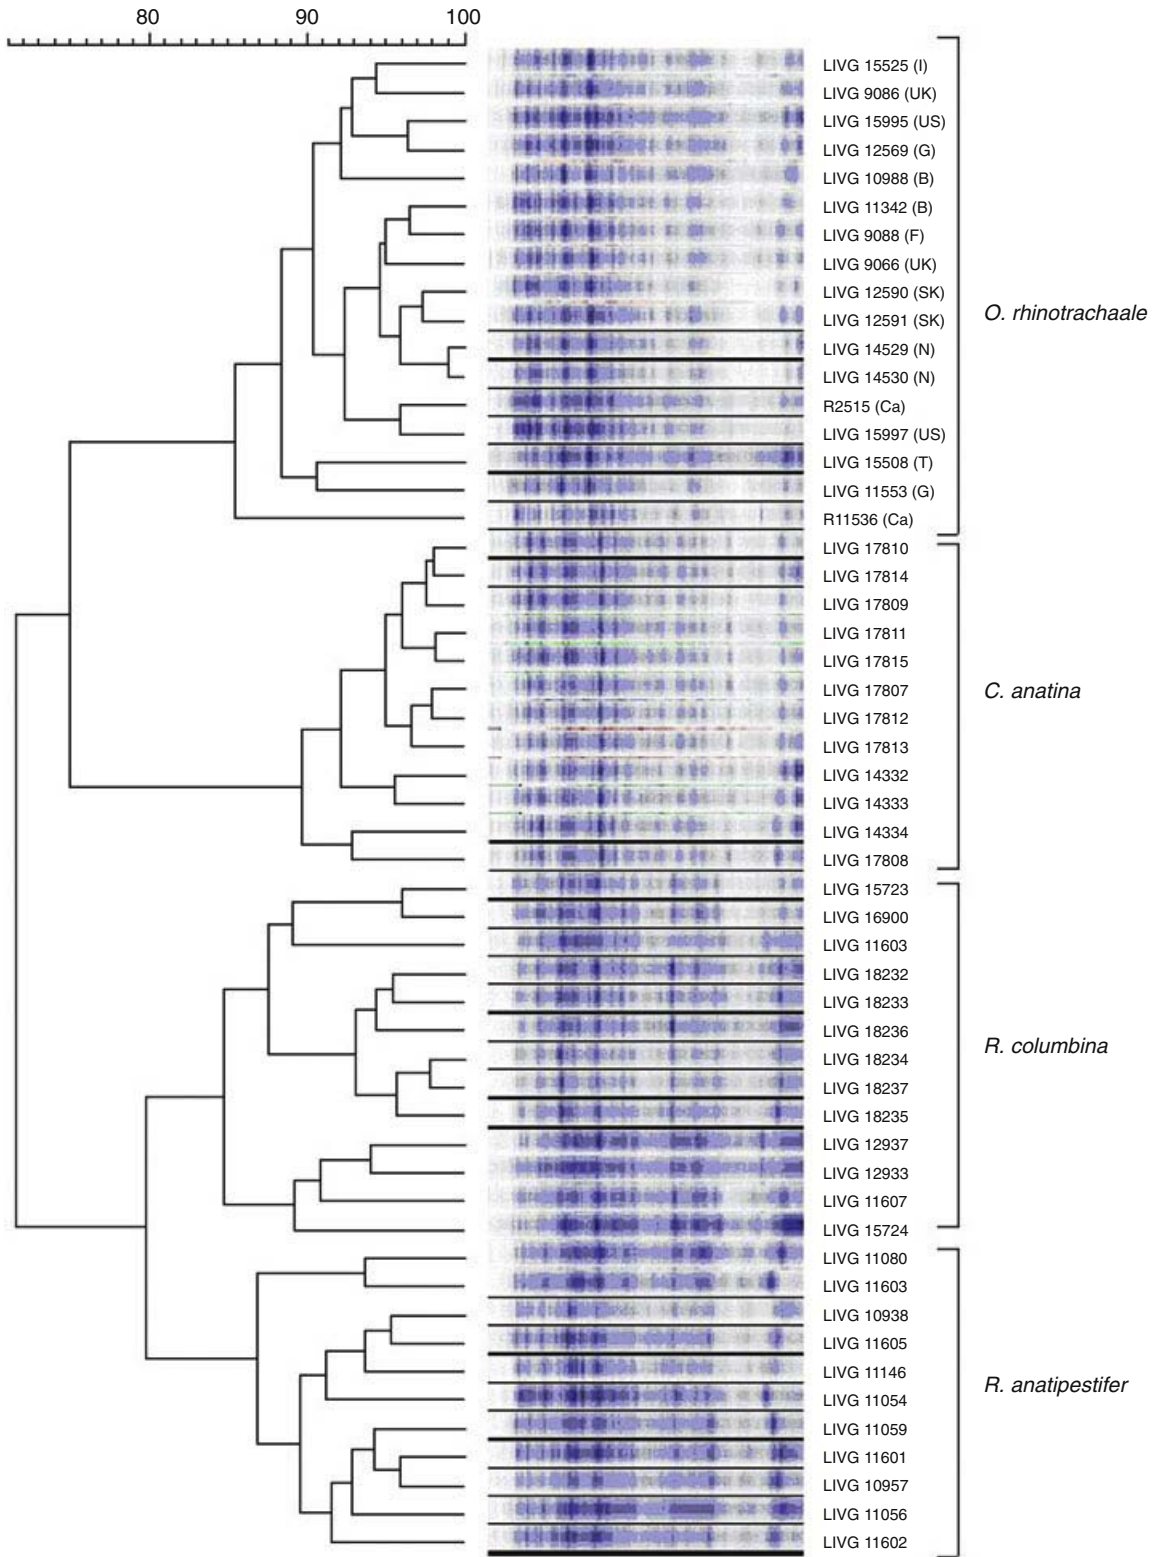 80 90 100
LIVG 15525 (I)
LIVG 9086 (UK)
LIVG 15995 (US)
LIVG 12569 (G)
LIVG 10988 (B)
LIVG 11342 (B)
LIVG 9088 (F)
LIVG 9066 (UK)
LIVG 12590 (SK)
LIVG 12591 (SK)
LIVG 14529 (N)
LIVG 14530 (N)
R2515 (Ca)
LIVG 15997 (US)
LIVG 15508 (T)
LIVG 11553 (G)
R11536 (Ca)
O. rhinotrachaale
LIVG 17810
LIVG 17814
LIVG 17809
LIVG 17811
LIVG 17815
LIVG 17807
LIVG 17812
LIVG 17813
LIVG 14332
LIVG 14333
LIVG 14334
LIVG 17808
C. anatina
LIVG 15723
LIVG 16900
LIVG 11603
LIVG 18232
LIVG 18233
LIVG 18236
LIVG 18234
LIVG 18237
LIVG 18235
LIVG 12937
LIVG 12933
LIVG 11607
LIVG 15724
R. columbina
LIVG 11080
LIVG 11603
LIVG 10938
LIVG 11605
LIVG 11146
LIVG 11054
LIVG 11059
LIVG 11601
LIVG 10957
LIVG 11056
LIVG 11602
R. anatipestifer